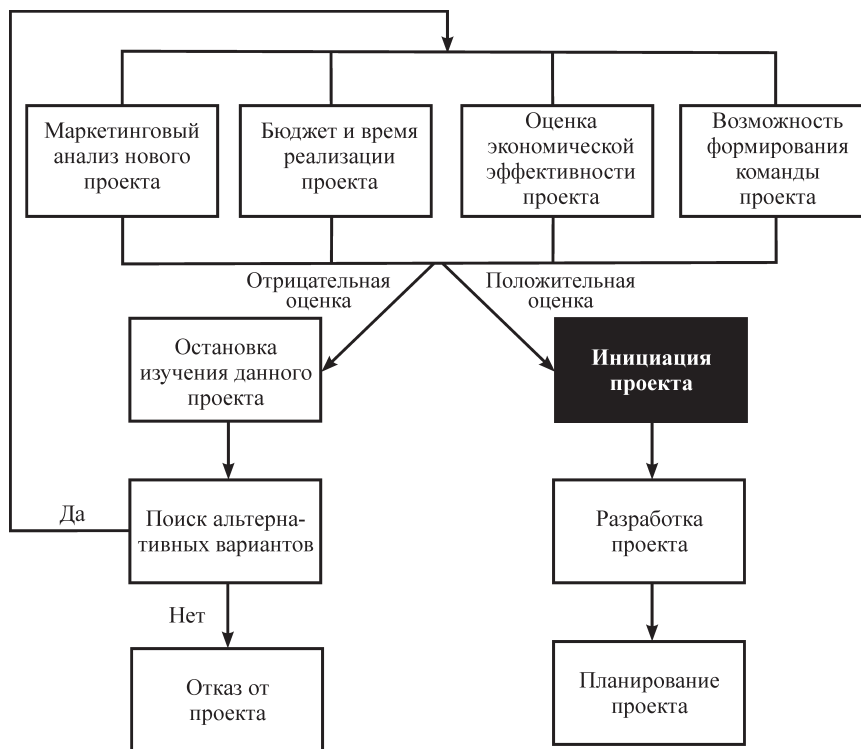 Маркетинговый
анализ нового
проекта
Бюджет и время
реализации
проекта
Оценка
экономической
эффективности
проекта
Возможность
формирования
команды
проекта
Отрицательная
оценка
Положительная
оценка
Остановка
изучения данного
проекта
Инициация
проекта
Да
Поиск альтерна-
тивных вариантов
Разработка
проекта
Нет
Отказ от
проекта
Планирование
проекта